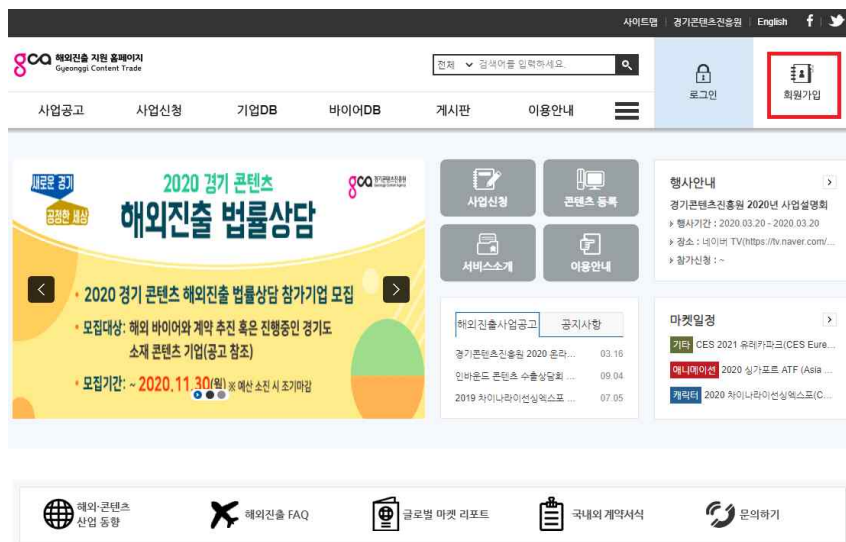 사이트맵 경기콘텐츠진흥원 English
gca 해외진출 지원 홈페이지
Gyeonggi Content Trade
전체 검색어를 입력하세요.
로그인
회원가입
사업공고 사업신청 기업DB 바이어DB 게시판 이용안내
새로운 경기
공정한 세상
2020 경기 콘텐츠
해외진출 법률상담
gca 경기콘텐츠진흥원
• 2020 경기 콘텐츠 해외진출 법률상담 참가기업 모집
• 모집대상: 해외 바이어와 계약 추진 혹은 진행중인 경기도
소재 콘텐츠 기업(공고 참조)
• 모집기간: ~ 2020.11.30(월) ※ 예산 소진 시 조기마감
사업신청 콘텐츠 등록
서비스소개 이용안내
해외진출사업공고 공지사항
경기콘텐츠진흥원 2020 온라... 03.16
인바운드 콘텐츠 수출상담회 ... 09.04
2019 차이나라이선싱엑스포 ... 07.05
행사안내
경기콘텐츠진흥원 2020년 사업설명회
행사기간 : 2020.03.20 - 2020.03.20
장소 : 네이버 TV(https://tv.naver.com/...
참가신청 : ~
마켓일정
기타 CES 2021 유레카파크(CES Eure...
애니메이션 2020 싱가포르 ATF (Asia ...
캐릭터 2020 차이나라이선싱엑스포(C...
해외·콘텐츠
산업 동향
해외진출 FAQ
글로벌 마켓 리포트
국내외 계약서식
문의하기